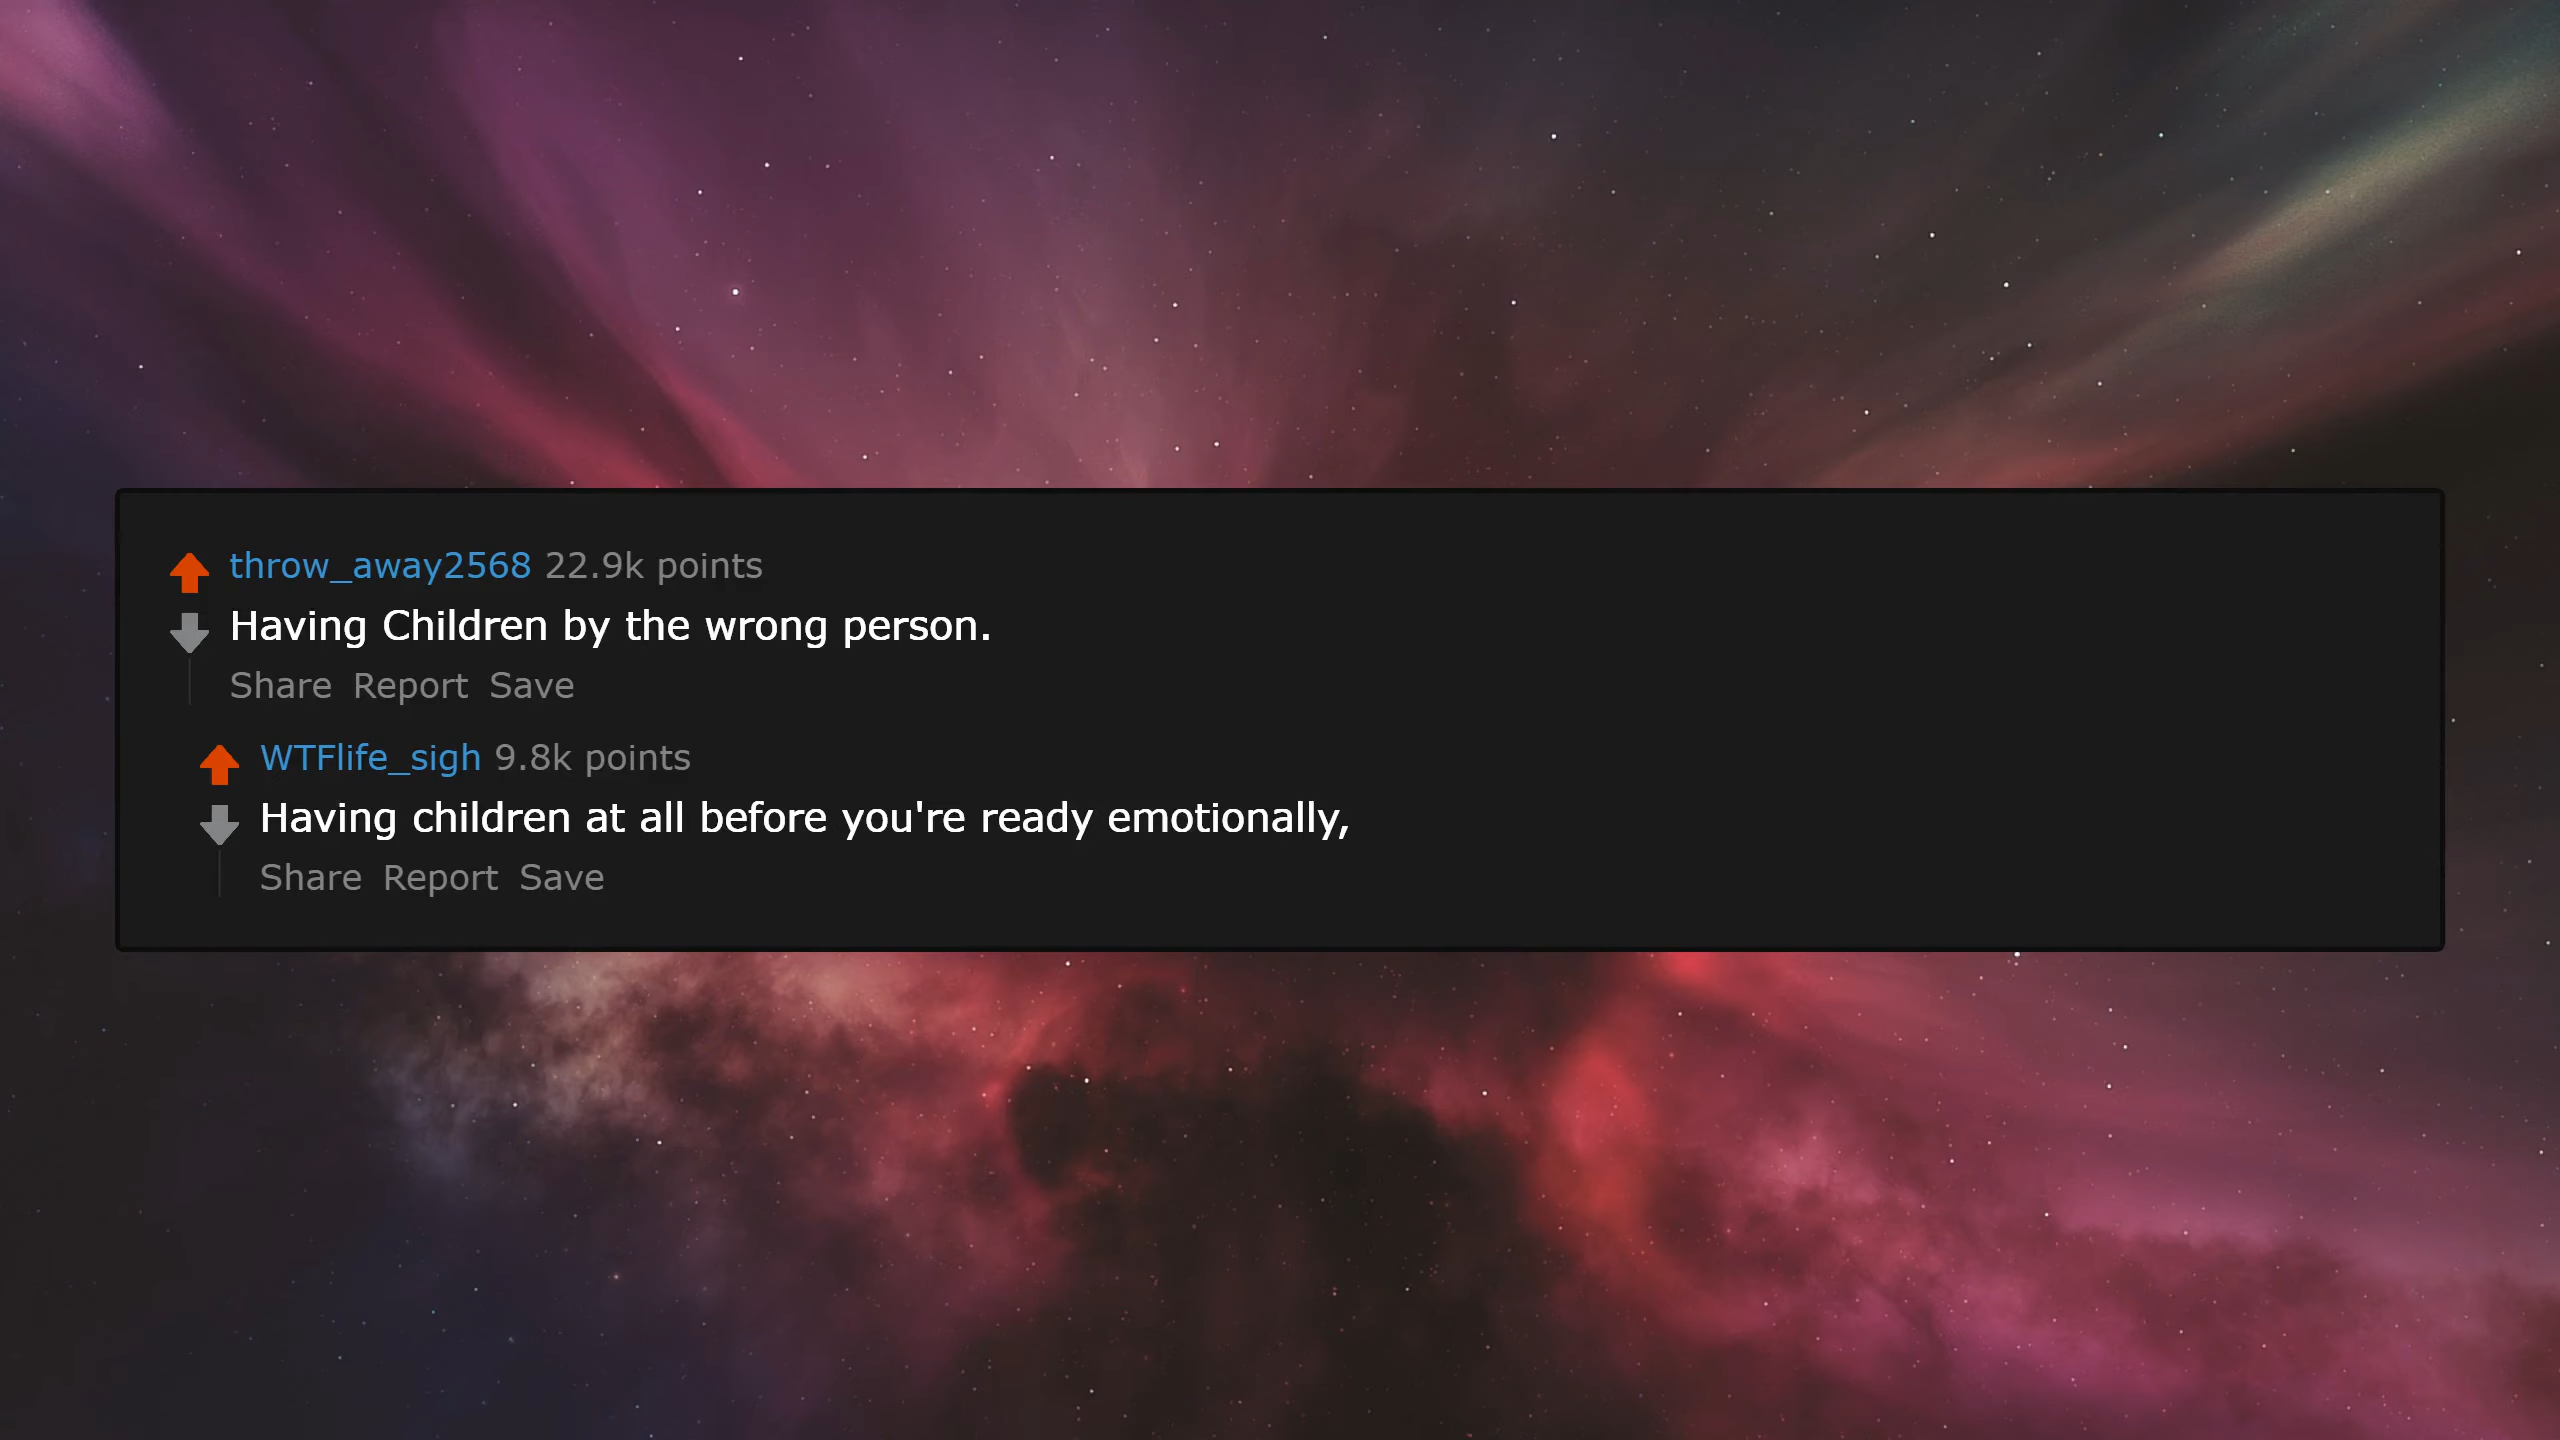 throw_away2568 22.9k points
Having Children by the wrong person.
Share Report Save
WTFlife_sigh 9.8k points
Having children at all before you're ready emotionally,
Share Report Save